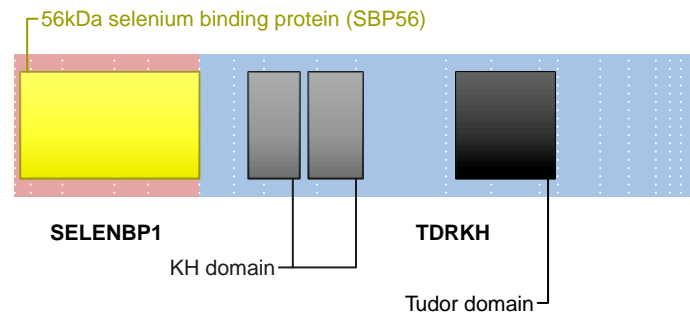 56kDa selenium binding protein (SBP56)
SELENBP1
TDRKH
KH domain
Tudor domain